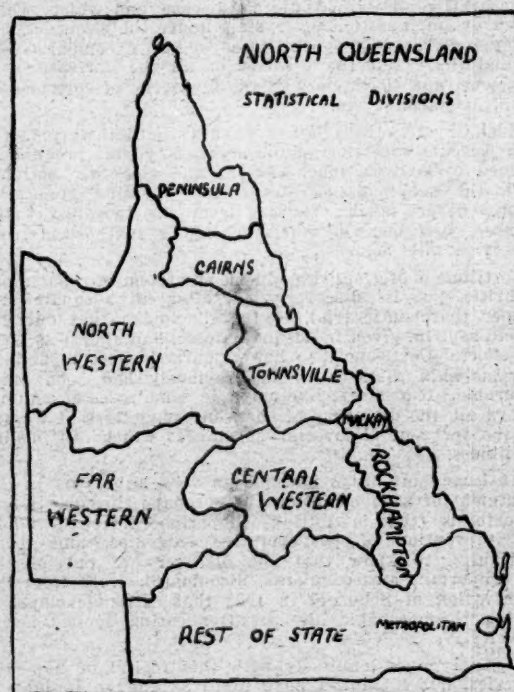 NORTH QUEENSLAND
STATISTICAL DIVISIONS
PENINSULA
CAIRNS
NORTH
WESTERN
TOWNSVILLE
MACKAY
FAR
WESTERN
CENTRAL
WESTERN
ROCKHAMPTON
REST OF STATE
METROPOLITAN